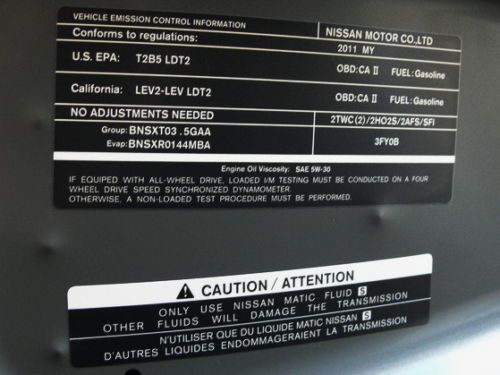 VEHICLE EMISSION CONTROL INFORMATION NISSAN MOTOR CO.,LTD
Conforms to regulations: 2011 MY
U.S. EPA: T2B5 LDT2
OBD:CA II FUEL:Gasoline
California: LEV2-LEV LDT2
OBD:CA II FUEL:Gasoline
NO ADJUSTMENTS NEEDED 2TWC(2)/2HO2S/2AFS/SFI
Group:BNSXT03.5GAA
Evap:BNSXR0144MBA 3FY0B
Engine Oil Viscosity: SAE 5W-30
IF EQUIPPED WITH ALL-WHEEL DRIVE, LOADED I/M TESTING MUST BE CONDUCTED ON A FOUR
WHEEL DRIVE SPEED SYNCHRONIZED DYNAMOMETER.
OTHERWISE, A NON-LOADED TEST PROCEDURE MUST BE PERFORMED.
CAUTION / ATTENTION
ONLY USE NISSAN MATIC FLUID S
OTHER FLUIDS WILL DAMAGE THE TRANSMISSION
N'UTILISER QUE DU LIQUIDE MATIC NISSAN S
D'AUTRES LIQUIDES ENDOMMAGERAIENT LA TRANSMISSION